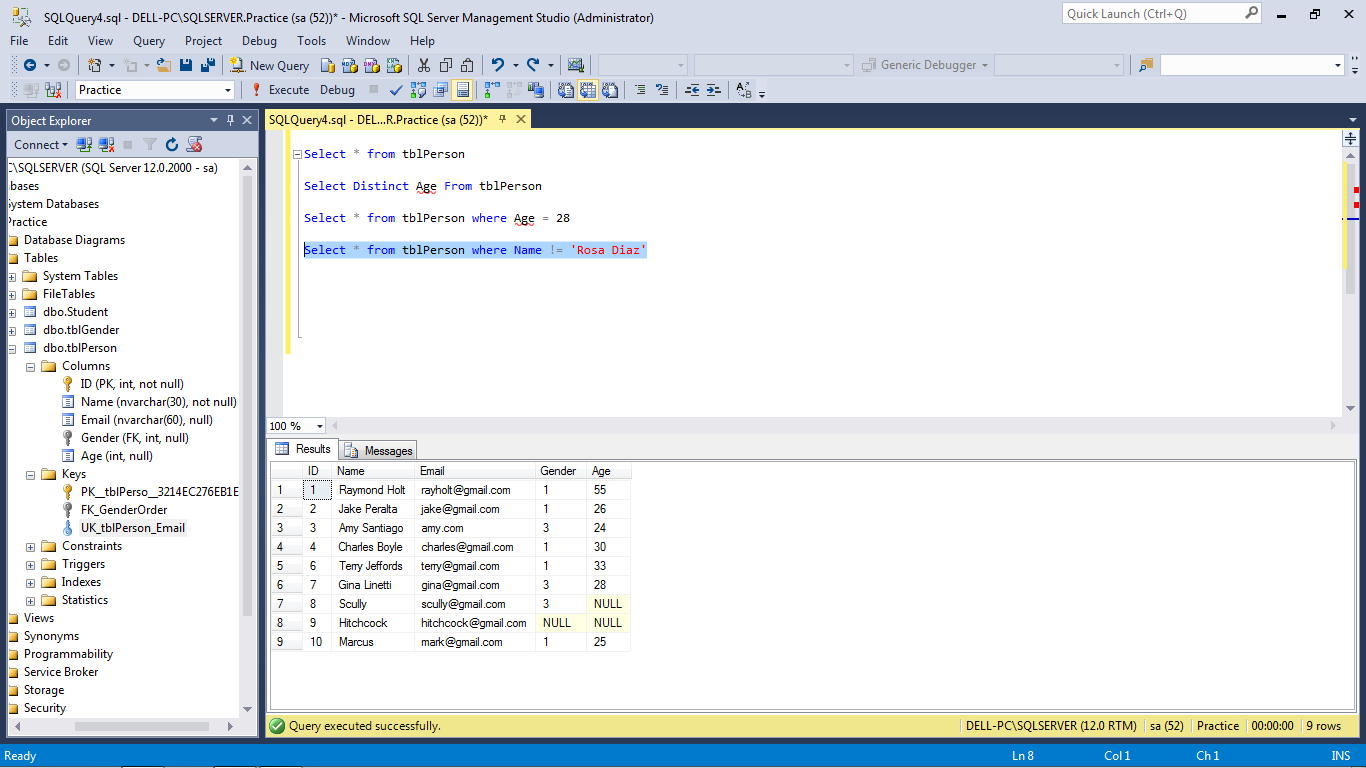 SQLQuery4.sql - DELL-PC\SQLSERVER.Practice (sa (52))* - Microsoft SQL Server Management Studio (Administrator)
Quick Launch (Ctrl+Q)
File Edit View Query Project Debug Tools Window Help
New Query
Generic Debugger
Practice
Execute Debug
Object Explorer
SQLQuery4.sql - DEL...R.Practice (sa (52))*
Connect
:\SQLSERVER (SQL Server 12.0.2000 - sa)
bases
ystem Databases
Practice
Database Diagrams
Tables
System Tables
FileTables
dbo.Student
dbo.tblGender
dbo.tblPerson
Columns
ID (PK, int, not null)
Name (nvarchar(30), not null)
Email (nvarchar(60), null)
Gender (FK, int, null)
Age (int, null)
Keys
PK__tblPerso__3214EC276EB1E
FK_GenderOrder
UK_tblPerson_Email
Constraints
Triggers
Indexes
Statistics
Views
Synonyms
Programmability
Service Broker
Storage
Security
Select * from tblPerson
Select Distinct Age From tblPerson
Select * from tblPerson where Age = 28
Select * from tblPerson where Name != 'Rosa Diaz'
100 %
Results Messages
ID Name Email Gender Age
1 1 Raymond Holt rayholt@gmail.com 1 55
2 2 Jake Peralta jake@gmail.com 1 26
3 3 Amy Santiago amy.com 3 24
4 4 Charles Boyle charles@gmail.com 1 30
5 6 Terry Jeffords terry@gmail.com 1 33
6 7 Gina Linetti gina@gmail.com 3 28
7 8 Scully scully@gmail.com 3 NULL
8 9 Hitchcock hitchcock@gmail.com NULL NULL
9 10 Marcus mark@gmail.com 1 25
Query executed successfully.
DELL-PC\SQLSERVER (12.0 RTM) sa (52) Practice 00:00:00 9 rows
Ready
Ln 8 Col 1 Ch 1 INS